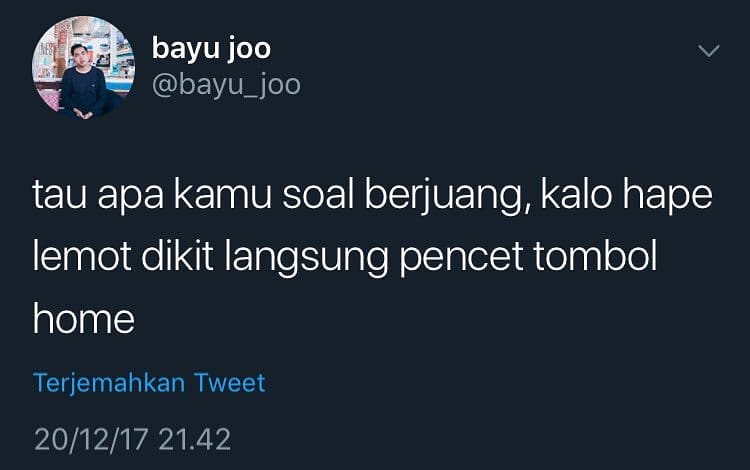 bayu joo
@bayu_joo
tau apa kamu soal berjuang, kalo hape
lemot dikit langsung pencet tombol
home
Terjemahkan Tweet
20/12/17 21.42